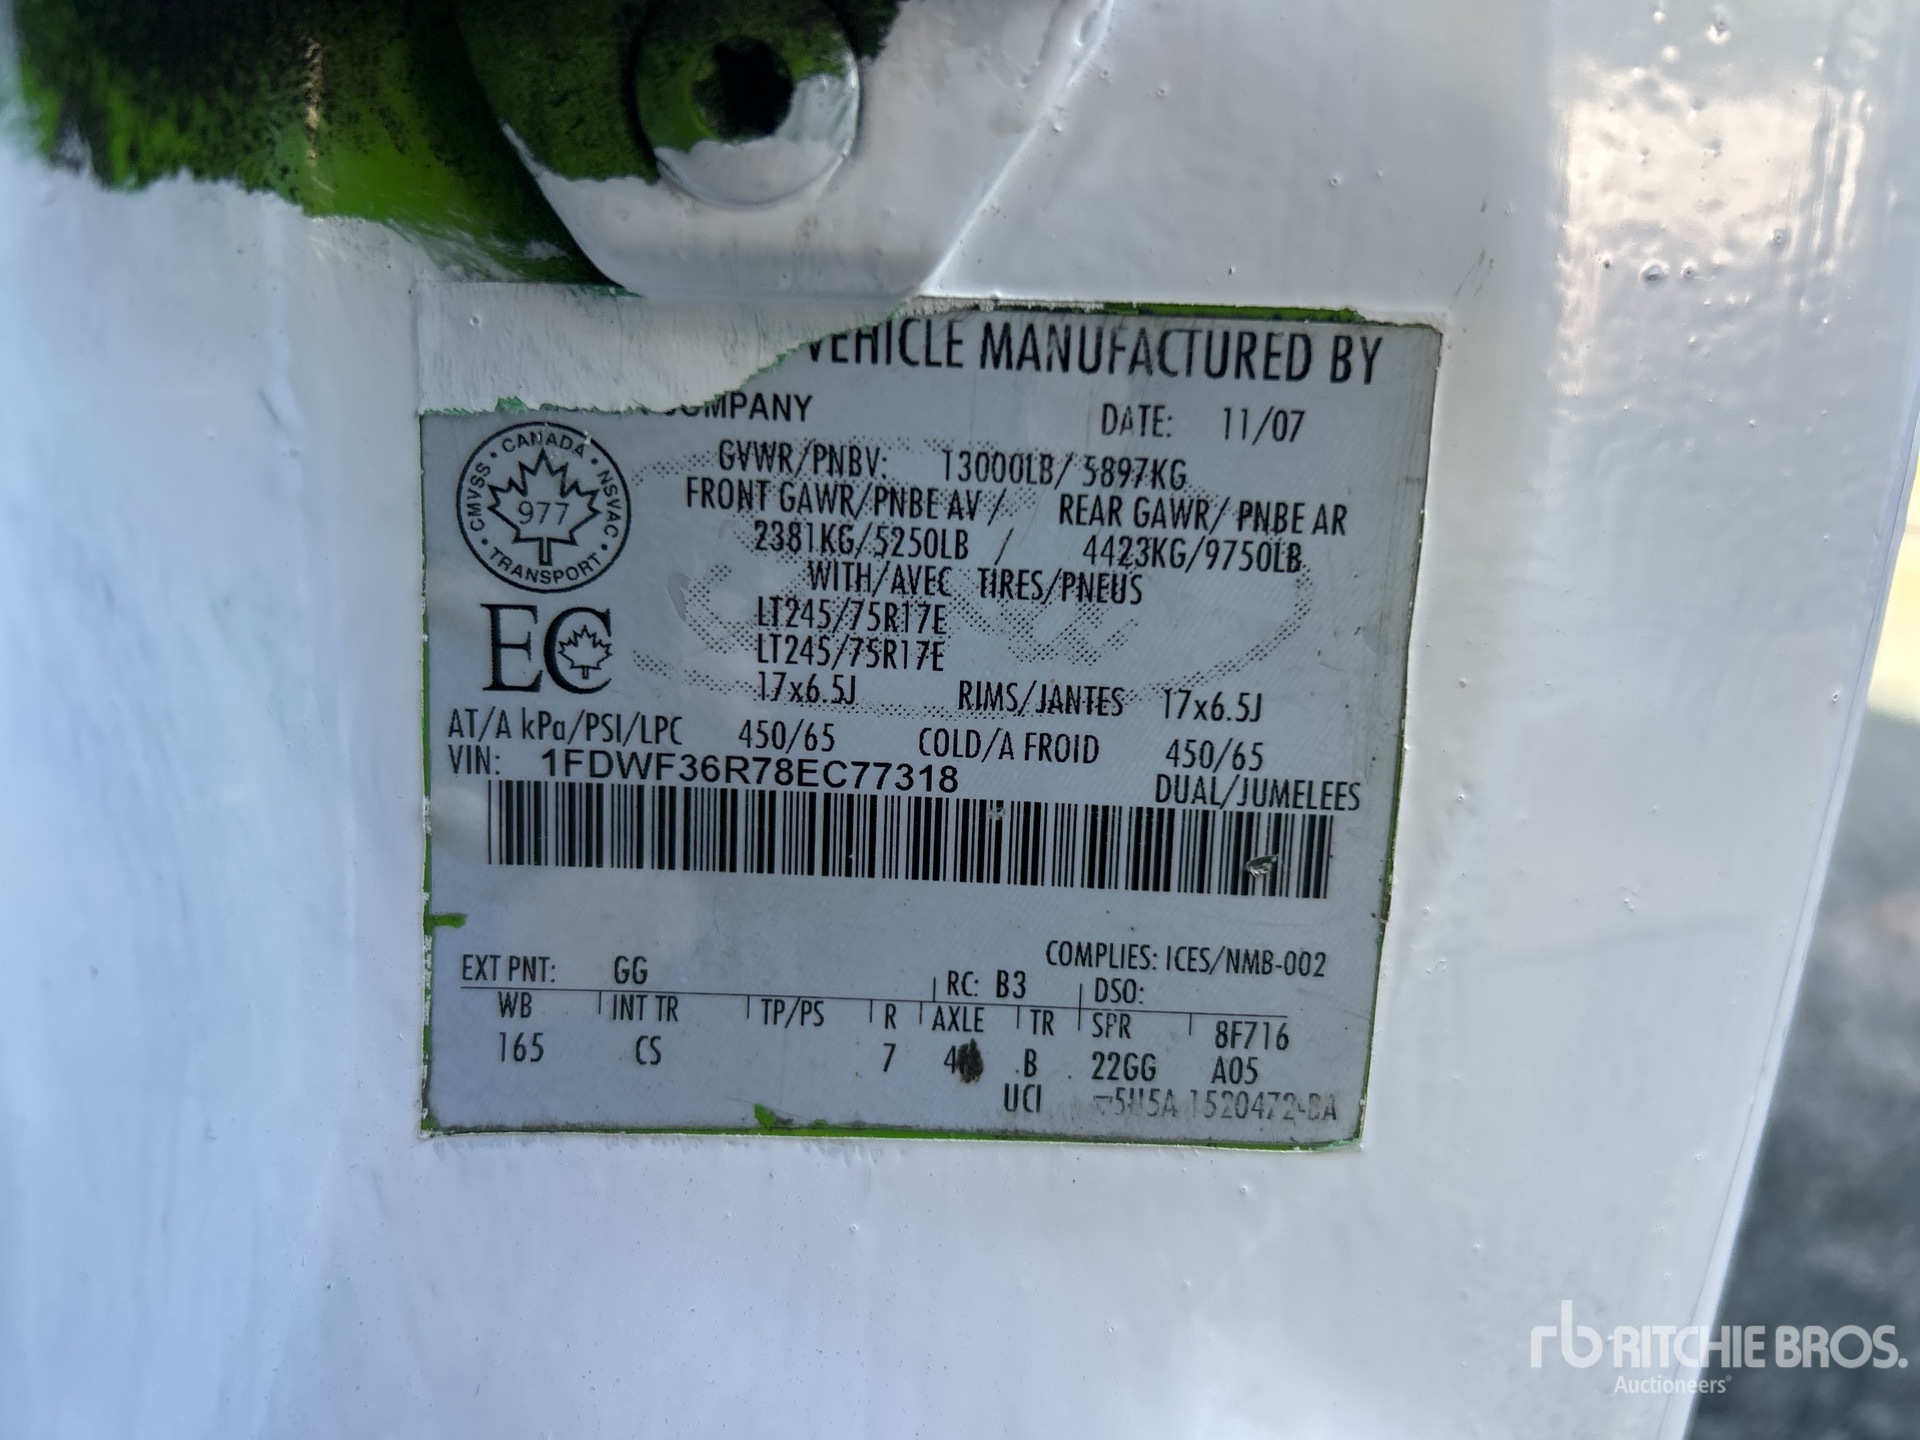 VEHICLE MANUFACTURED BY
COMPANY DATE: 11/07
CMVSS • CANADA • NSVAC • TRANSPORT •
977
GVWR/PNBV: 13000LB/ 5897KG
FRONT GAWR/PNBE AV / REAR GAWR/ PNBE AR
2381KG/5250LB / 4423KG/9750LB
WITH/AVEC TIRES/PNEUS
LT245/75R17E
LT245/75R17E
EC
17x6.5J RIMS/JANTES 17x6.5J
AT/A kPa/PSI/LPC 450/65 COLD/A FROID 450/65
VIN: 1FDWF36R78EC77318 DUAL/JUMELEES
COMPLIES: ICES/NMB-002
EXT PNT: GG RC: B3 DSO:
WB INT TR TP/PS R AXLE TR SPR 8F716
165 CS 7 B 22GG A05
UCI 1520472-BA
rb RITCHIE BROS.
Auctioneers